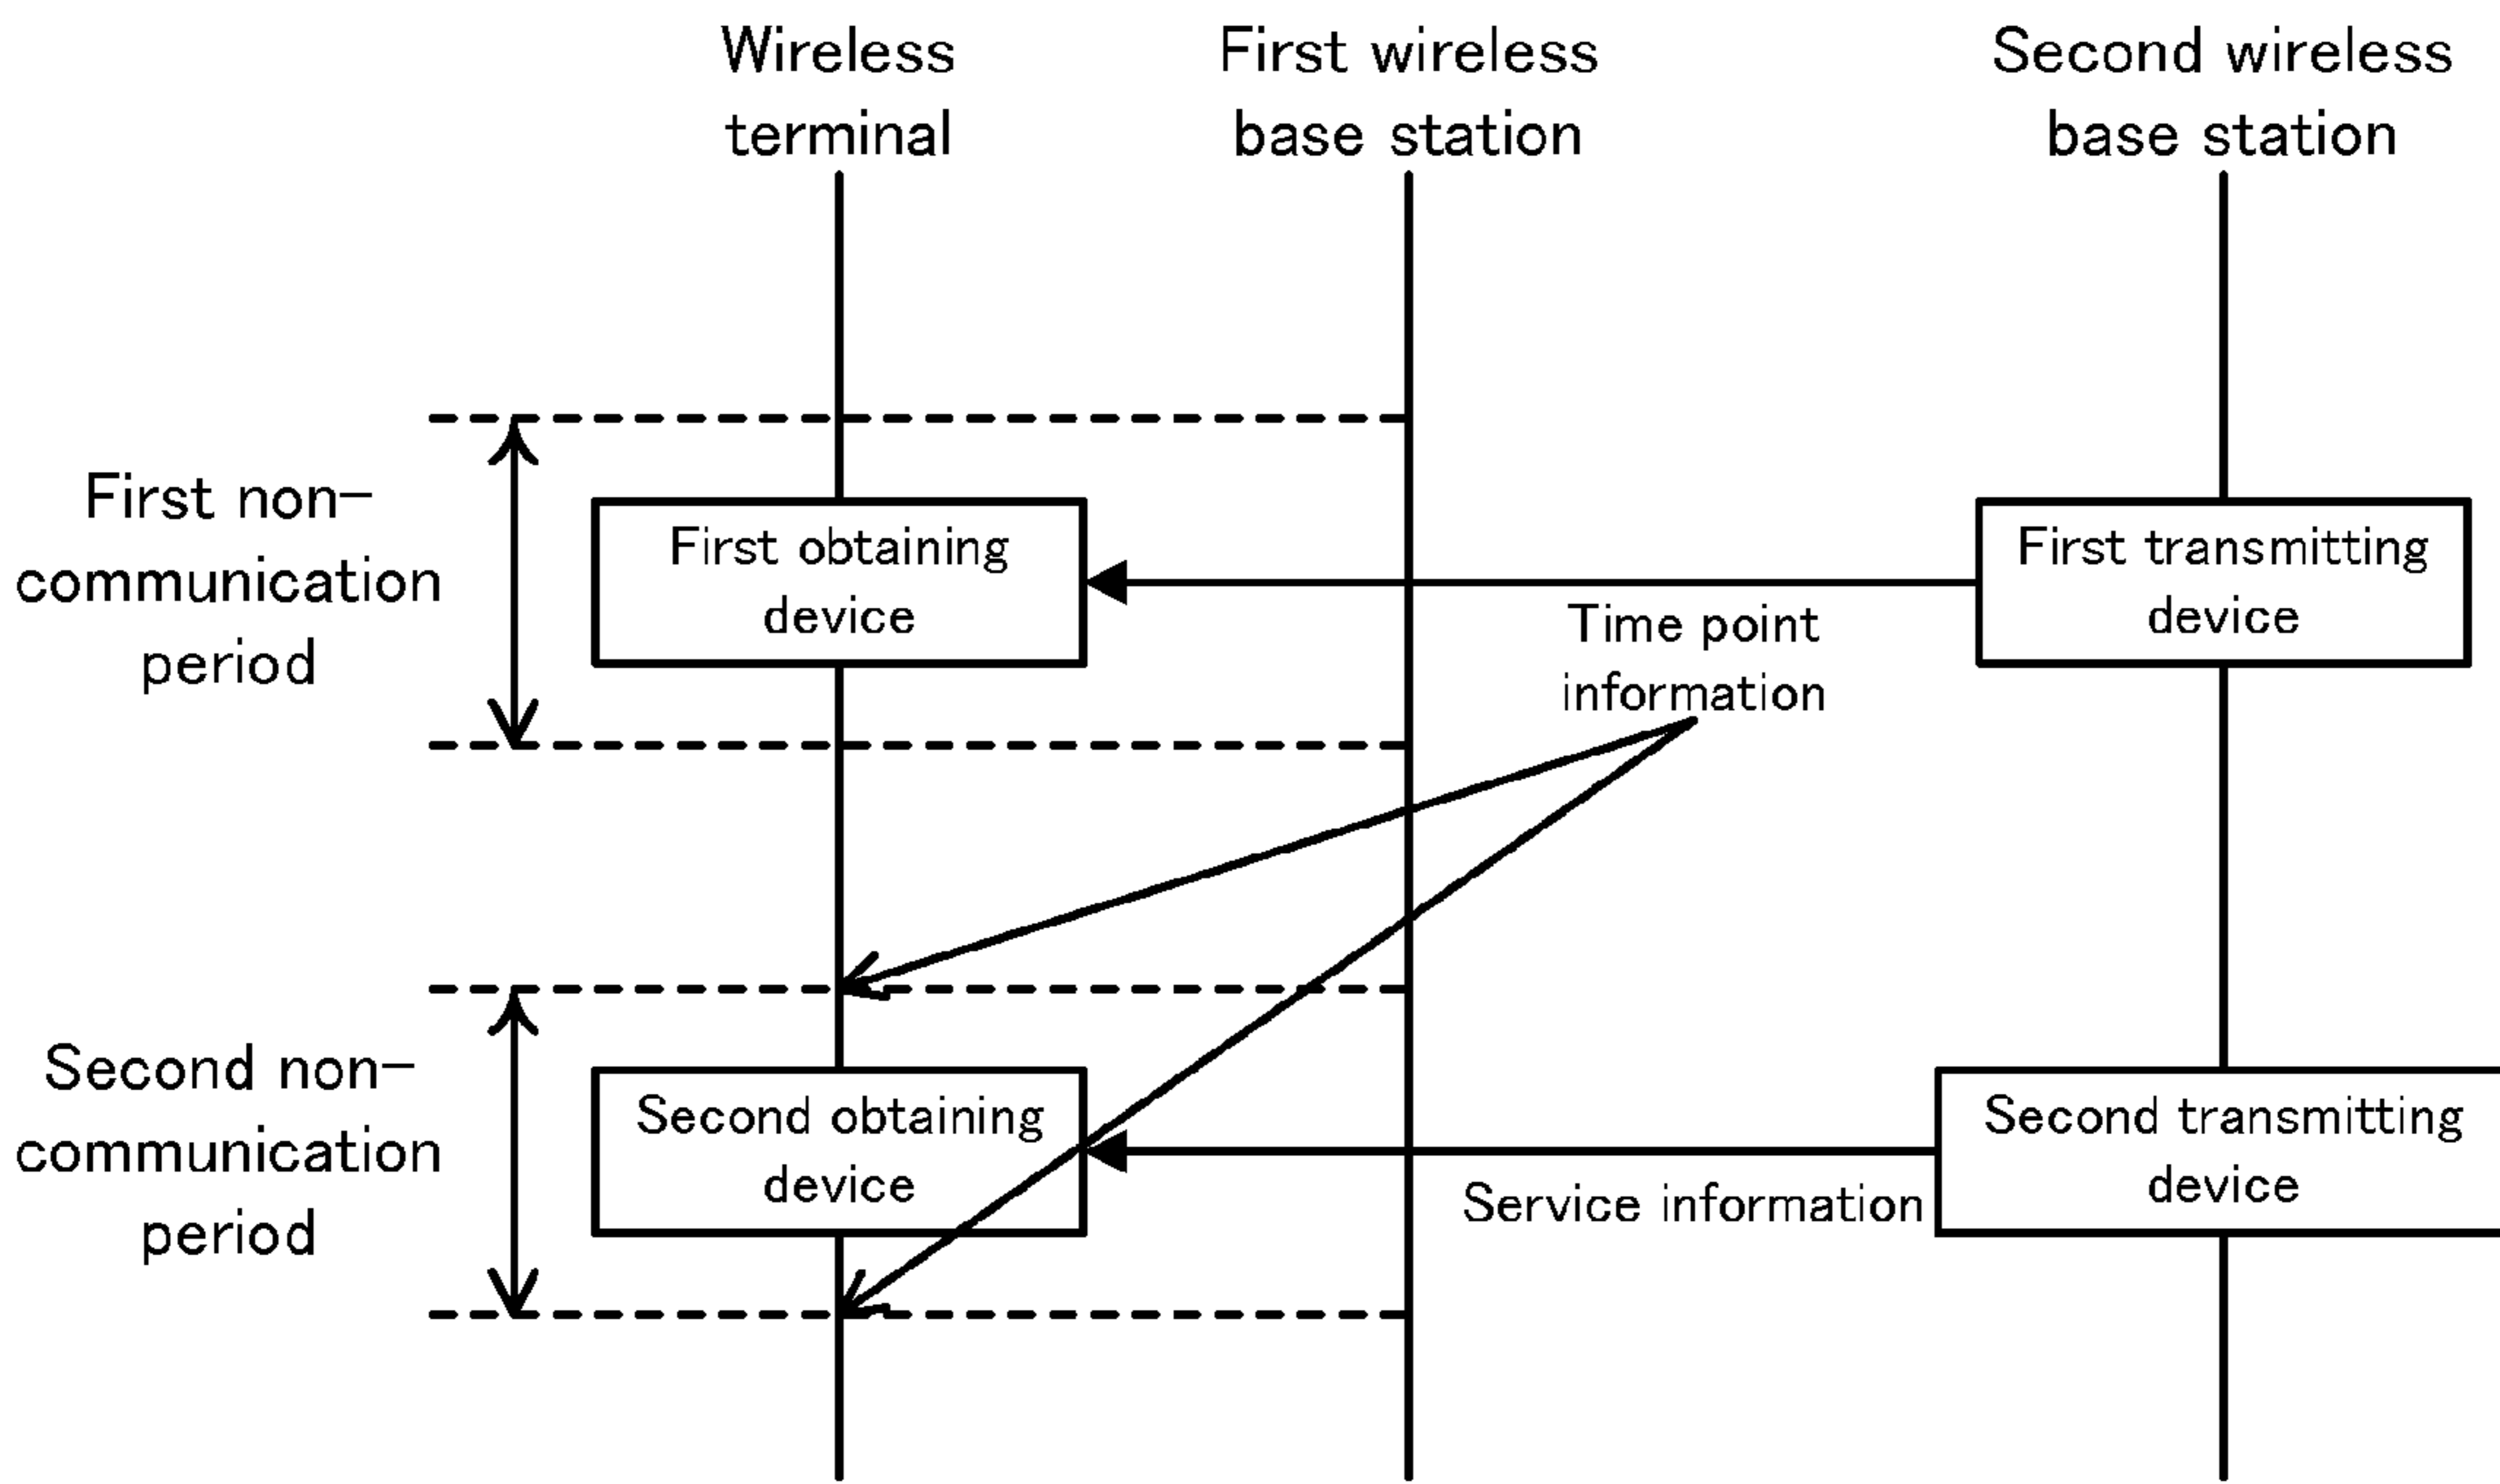 Wireless
terminal
First wireless
base station
Second wireless
base station
First non-
communication
period
First obtaining
device
First transmitting
device
Time point
information
Second non-
communication
period
Second obtaining
device
Second transmitting
device
Service information